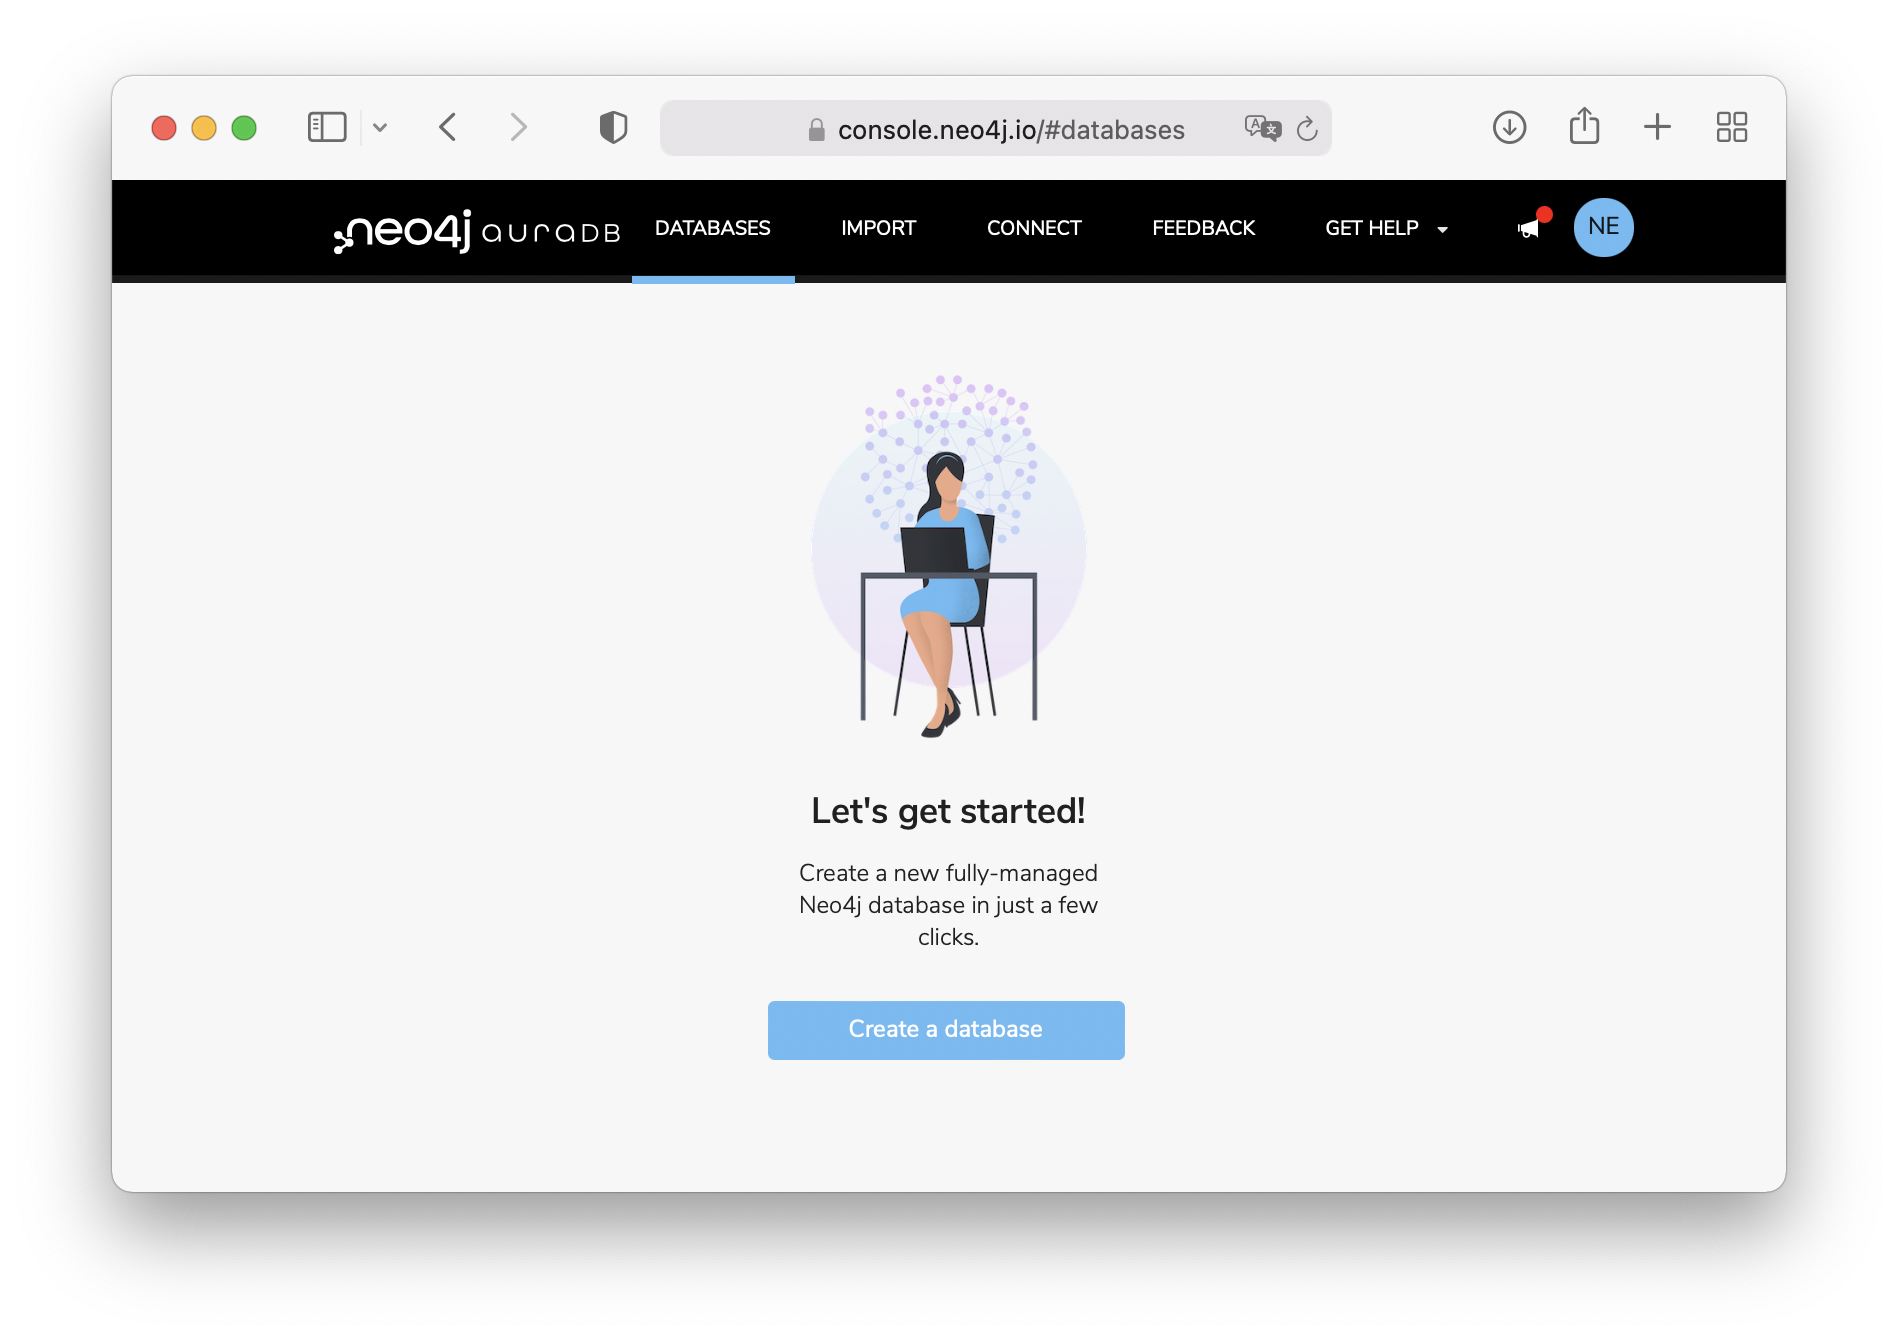 console.neo4j.io/#databases
neo4j auraDB DATABASES IMPORT CONNECT FEEDBACK GET HELP NE
Let's get started!
Create a new fully-managed
Neo4j database in just a few
clicks.
Create a database